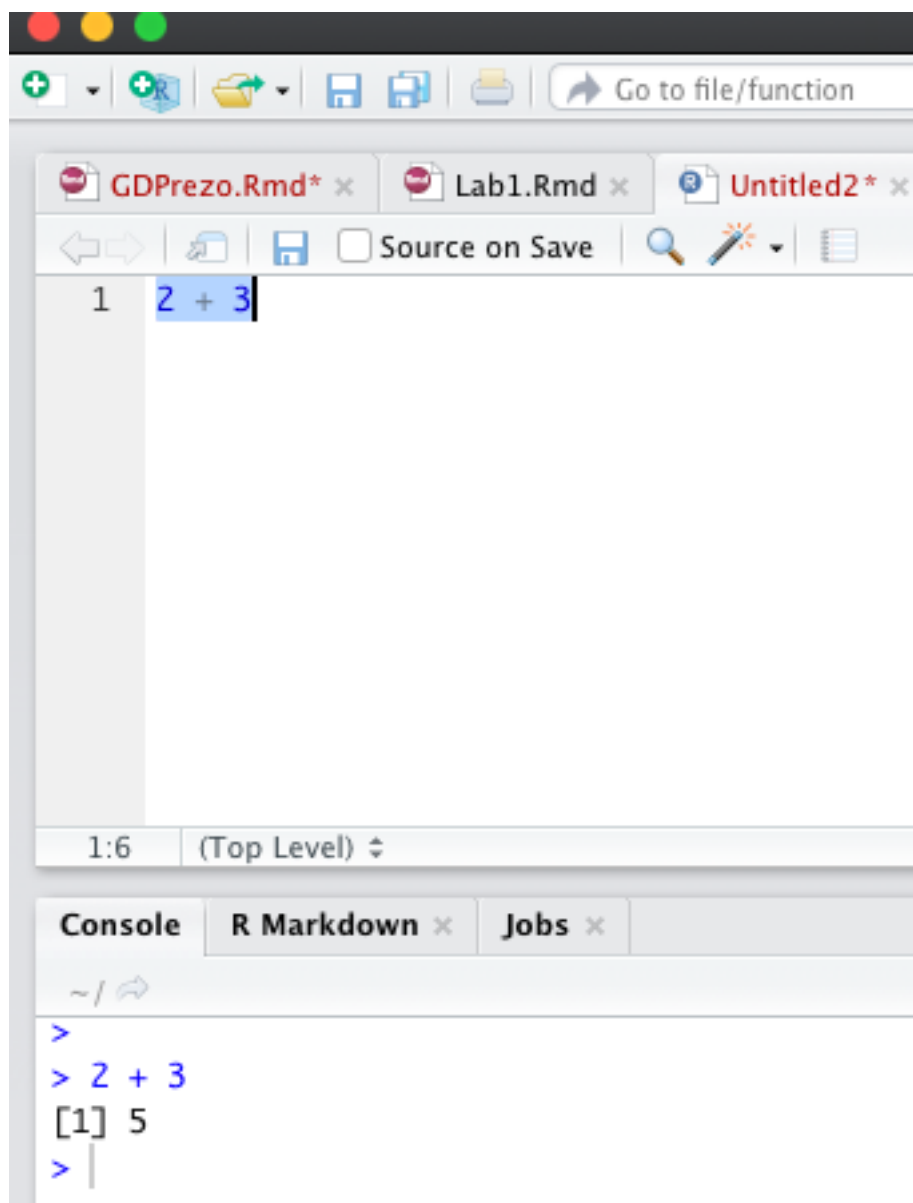 Go to file/function
GDPrezo.Rmd* Lab1.Rmd Untitled2*
Source on Save
1 2 + 3
1:6 (Top Level)
Console R Markdown Jobs
~/
>
> 2 + 3
[1] 5
>